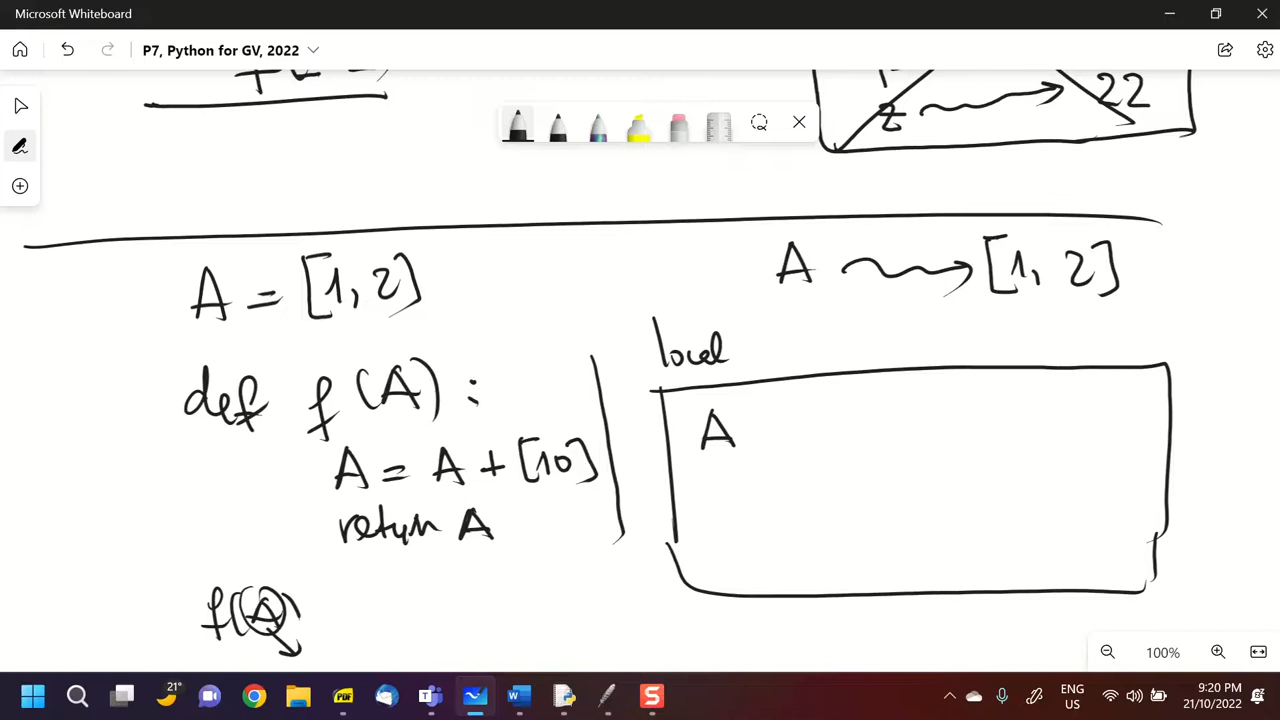 Microsoft Whiteboard
P7, Python for GV, 2022
z 22
A = [1, 2]
A [1, 2]
local
def f(A):
A
A = A + [10]
return A
f(A)
100%
21°
ENG
US
9:20 PM
21/10/2022